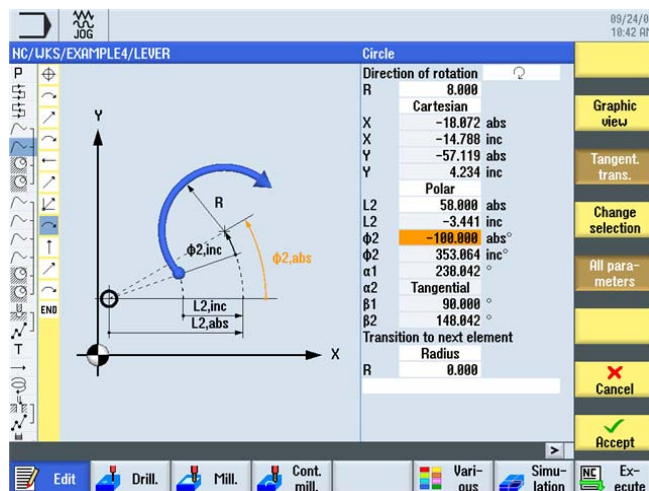 JOG
09/24/0
10:42 AM
NC/WKS/EXAMPLE4/LEVER
Circle
Direction of rotation
R 8.000
Cartesian
X -18.072 abs
X -14.788 inc
Y -57.119 abs
Y 4.234 inc
Polar
L2 58.000 abs
L2 -3.441 inc
φ2 -100.000 abs°
φ2 353.064 inc°
α1 238.042 °
α2 Tangential
β1 90.000 °
β2 148.042 °
Transition to next element
Radius
R 0.000
P
T
END
Y
R
φ2,inc
φ2,abs
L2,inc
L2,abs
X
Graphic
view
Tangent.
trans.
Change
selection
All para-
meters
Cancel
Accept
>
Edit
Drill.
Mill.
Cont.
mill.
Vari-
ous
Simu-
lation
NC
Ex-
ecute